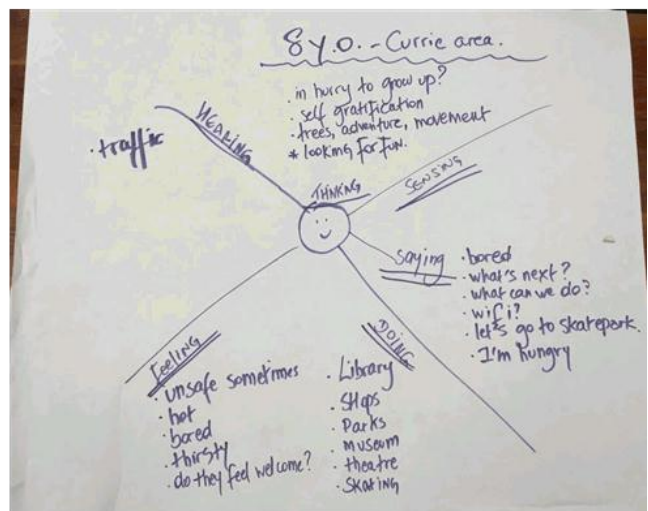 8 Y.O. - Currie area.
. in hurry to grow up?
. self gratification
. trees, adventure, movement
* looking for fun.
THINKNG
HEARING
. traffic
SENSING
Saying
. bored
. what's next?
. what can we do?
. wifi?
. let's go to skatepark.
. I'm hungry
FeeLiNG
. unsafe sometimes
. hot
. bored
. thirsty
. do they feel welcome?
DOING
. Library
. SHops
. Parks
. museum
. theatre
. SKATiNG